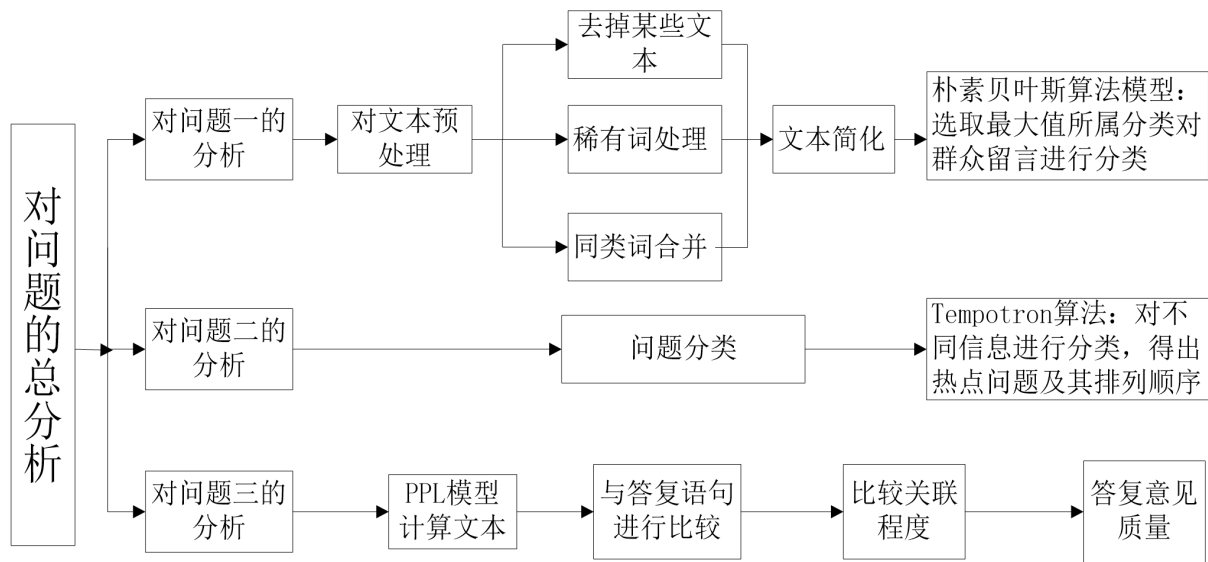 对问题的总分析
对问题一的
分析
对文本预
处理
去掉某些文
本
稀有词处理
同类词合并
文本简化
朴素贝叶斯算法模型：
选取最大值所属分类对
群众留言进行分类
对问题二的
分析
问题分类
Tempotron算法：对不
同信息进行分类，得出
热点问题及其排列顺序
对问题三的
分析
PPL模型
计算文本
与答复语句
进行比较
比较关联
程度
答复意见
质量